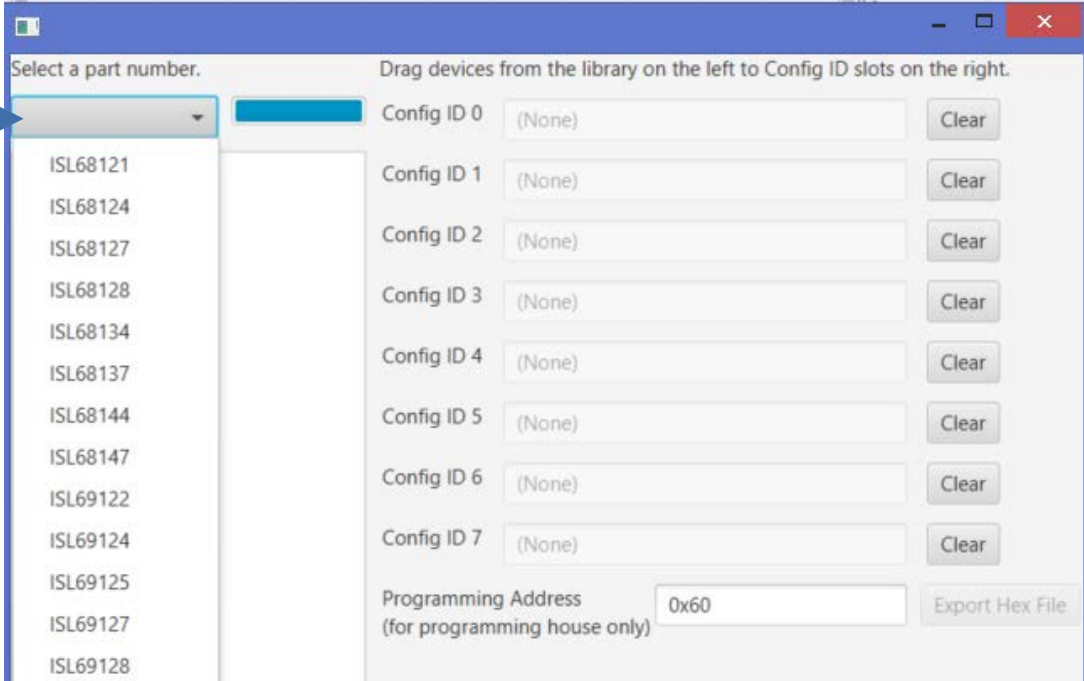 Select a part number.
Drag devices from the library on the left to Config ID slots on the right.
ISL68121
ISL68124
ISL68127
ISL68128
ISL68134
ISL68137
ISL68144
ISL68147
ISL69122
ISL69124
ISL69125
ISL69127
ISL69128
Config ID 0 (None) Clear
Config ID 1 (None) Clear
Config ID 2 (None) Clear
Config ID 3 (None) Clear
Config ID 4 (None) Clear
Config ID 5 (None) Clear
Config ID 6 (None) Clear
Config ID 7 (None) Clear
Programming Address
(for programming house only)
0x60
Export Hex File